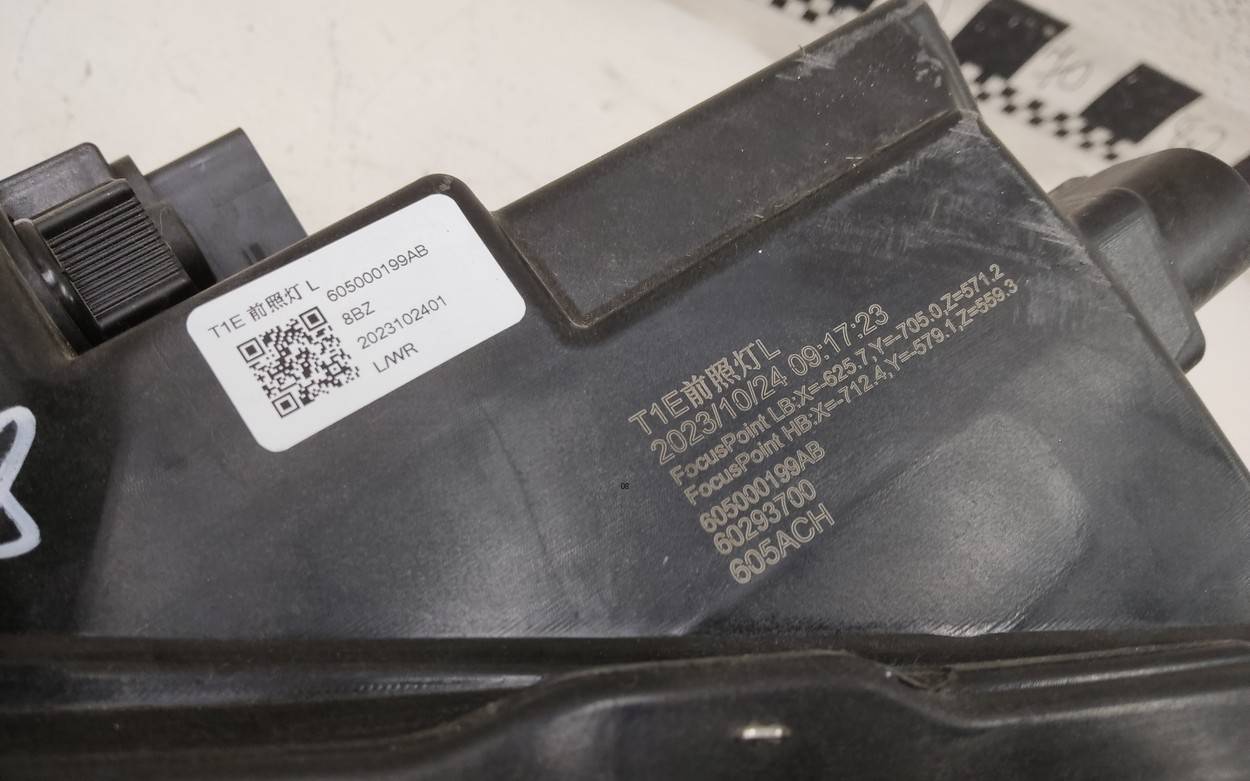 T1E 前照灯 L 605000199AB
8BZ
2023102401
L/WR
T1E前照灯L
2023/10/24 09:17:23
FocusPoint LB:X=-625.7,Y=-705.0,Z=571.2
FocusPoint HB:X=-712.4,Y=-579.1,Z=559.3
605000199AB
60293700
605ACH